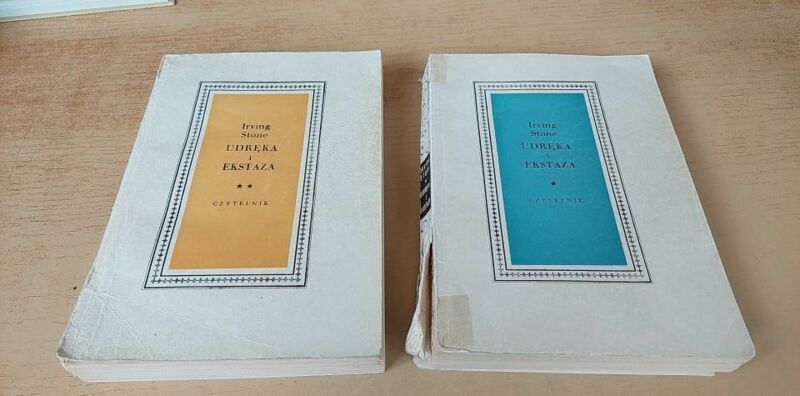 Irving
Stone
UDRĘKA
i
EKSTAZA
★ ★
CZYTELNIK
Irving
Stone
UDRĘKA
i
EKSTAZA
★
CZYTELNIK